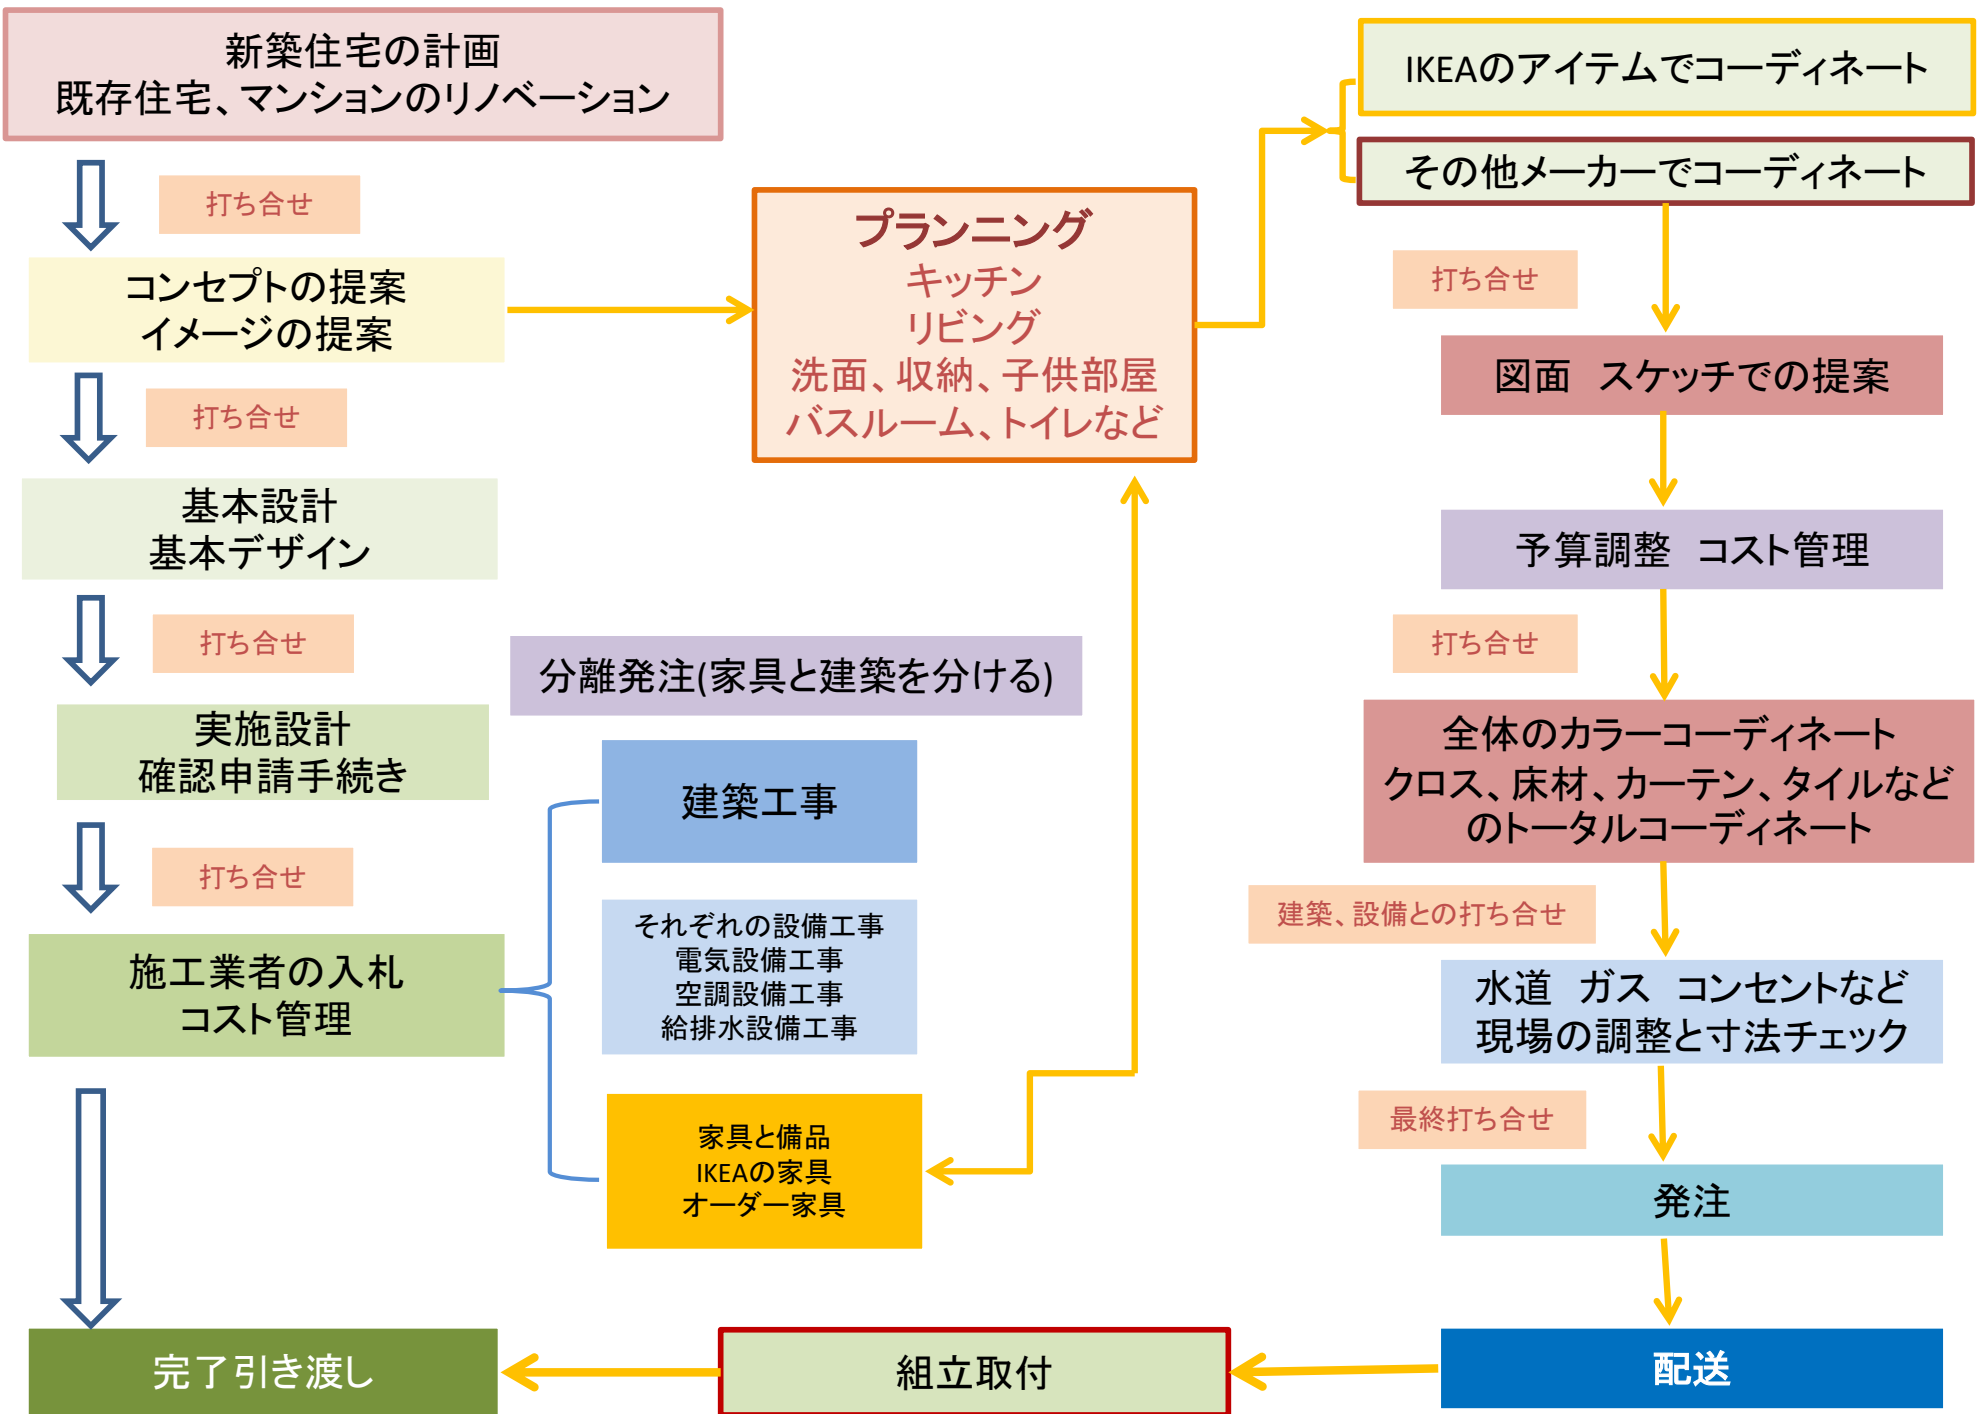 新築住宅の計画
既存住宅、マンションのリノベーション
打ち合せ
コンセプトの提案
イメージの提案
打ち合せ
基本設計
基本デザイン
打ち合せ
実施設計
確認申請手続き
打ち合せ
施工業者の入札
コスト管理
完了引き渡し
プランニング
キッチン
リビング
洗面、収納、子供部屋
バスルーム、トイレなど
分離発注(家具と建築を分ける)
建築工事
それぞれの設備工事
電気設備工事
空調設備工事
給排水設備工事
家具と備品
IKEAの家具
オーダー家具
組立取付
IKEAのアイテムでコーディネート
その他メーカーでコーディネート
打ち合せ
図面　スケッチでの提案
予算調整　コスト管理
打ち合せ
全体のカラーコーディネート
クロス、床材、カーテン、タイルなど
のトータルコーディネート
建築、設備との打ち合せ
水道　ガス　コンセントなど
現場の調整と寸法チェック
最終打ち合せ
発注
配送